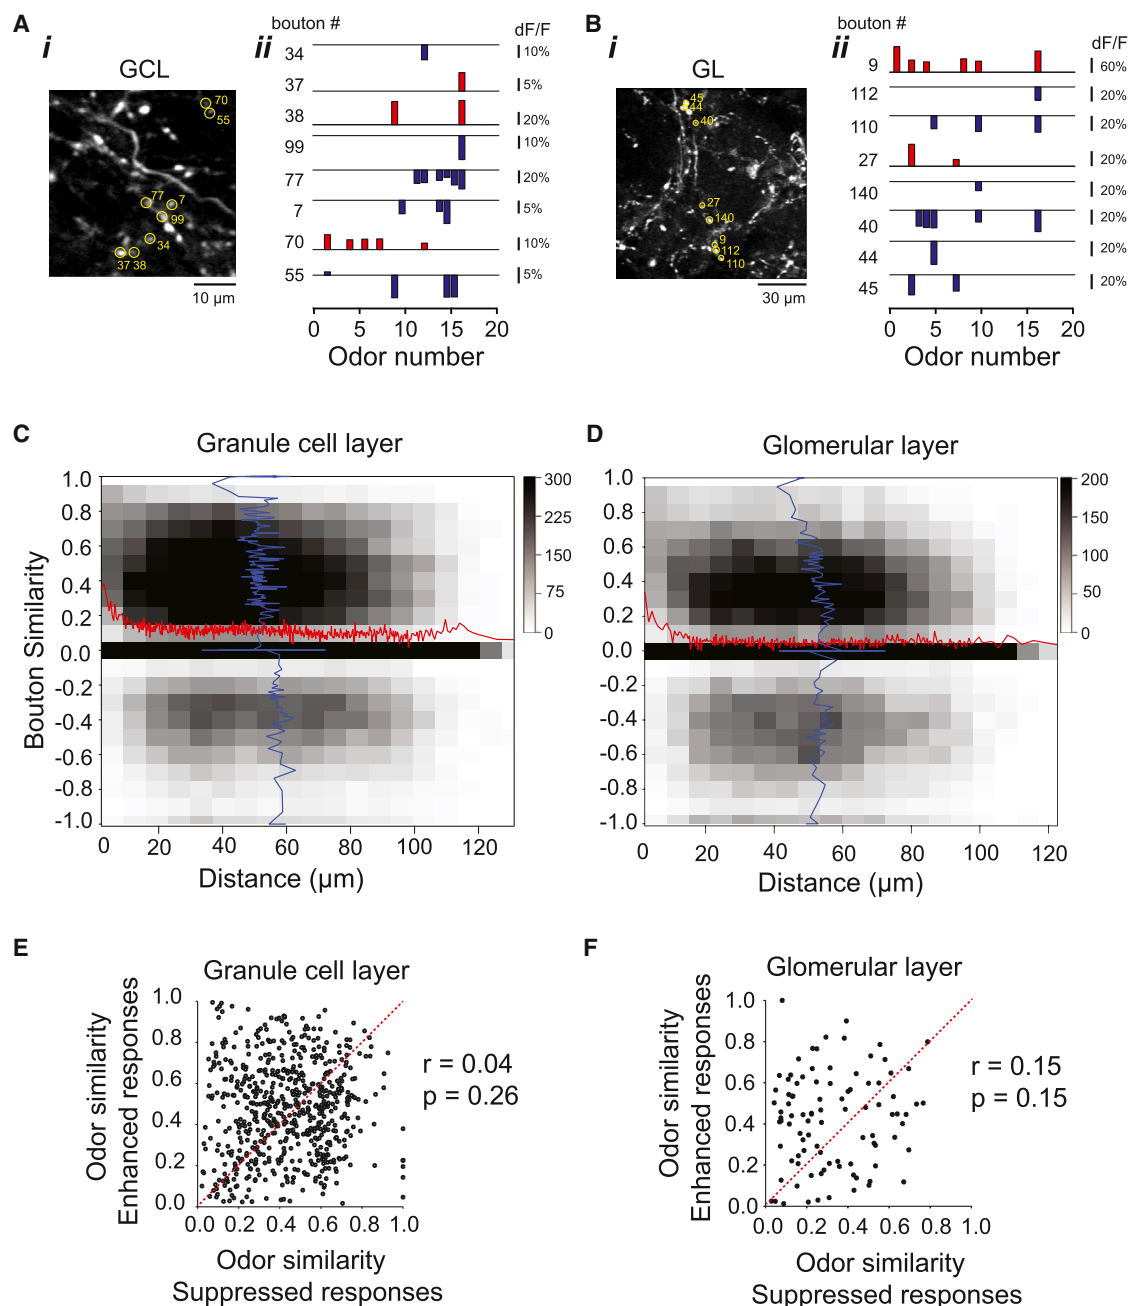 A
i
GCL
70
55
77
7
99
34
37 38
10 µm
ii
bouton #
dF/F
34
10%
37
5%
38
20%
99
10%
77
20%
7
5%
70
10%
55
5%
0 5 10 15 20
Odor number
B
i
GL
45
44
40
27
140
9
112
110
30 µm
ii
bouton #
dF/F
9
60%
112
20%
110
20%
27
20%
140
20%
40
20%
44
20%
45
20%
0 5 10 15 20
Odor number
C
Granule cell layer
Bouton Similarity
1.0
0.8
0.6
0.4
0.2
0.0
-0.2
-0.4
-0.6
-0.8
-1.0
0 20 40 60 80 100 120
Distance (µm)
300
225
150
75
0
D
Glomerular layer
1.0
0.8
0.6
0.4
0.2
0.0
-0.2
-0.4
-0.6
-0.8
-1.0
0 20 40 60 80 100 120
Distance (µm)
200
150
100
50
0
E
Granule cell layer
Odor similarity
Enhanced responses
1.0
0.8
0.6
0.4
0.2
0.0
0.0 0.2 0.4 0.6 0.8 1.0
Odor similarity
Suppressed responses
r = 0.04
p = 0.26
F
Glomerular layer
Odor similarity
Enhanced responses
1.0
0.8
0.6
0.4
0.2
0.0
0.0 0.2 0.4 0.6 0.8 1.0
Odor similarity
Suppressed responses
r = 0.15
p = 0.15